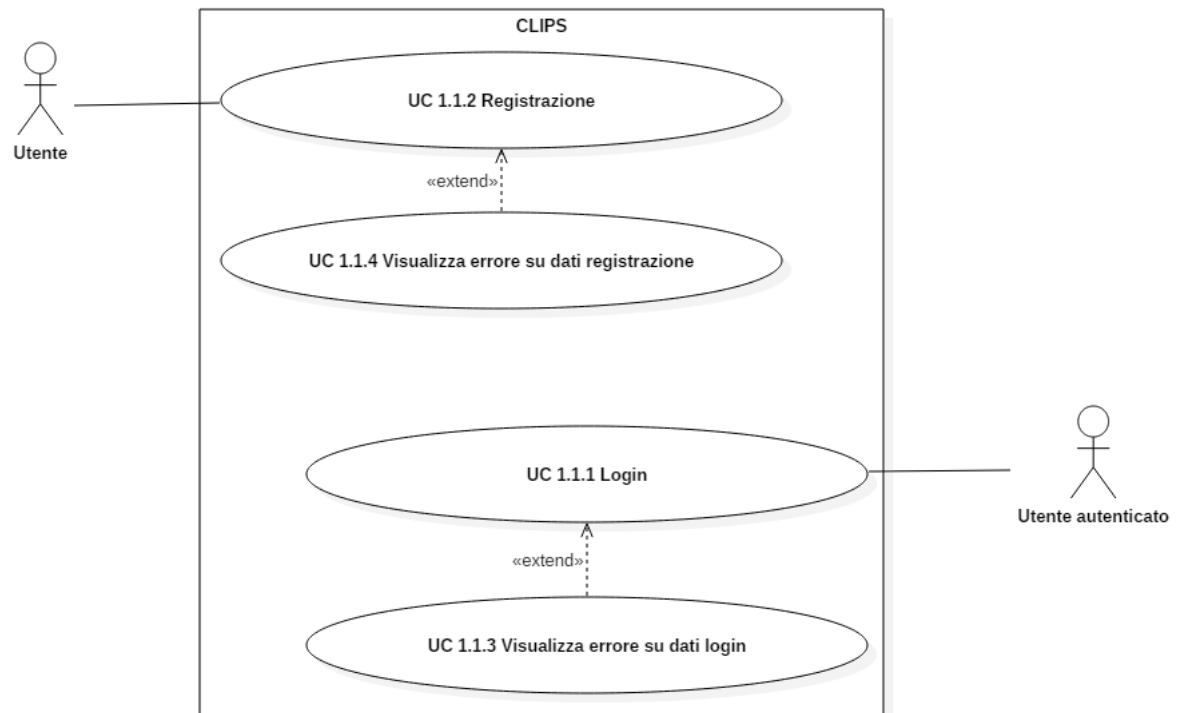 CLIPS
UC 1.1.2 Registrazione
Utente
«extend»
UC 1.1.4 Visualizza errore su dati registrazione
UC 1.1.1 Login
Utente autenticato
«extend»
UC 1.1.3 Visualizza errore su dati login